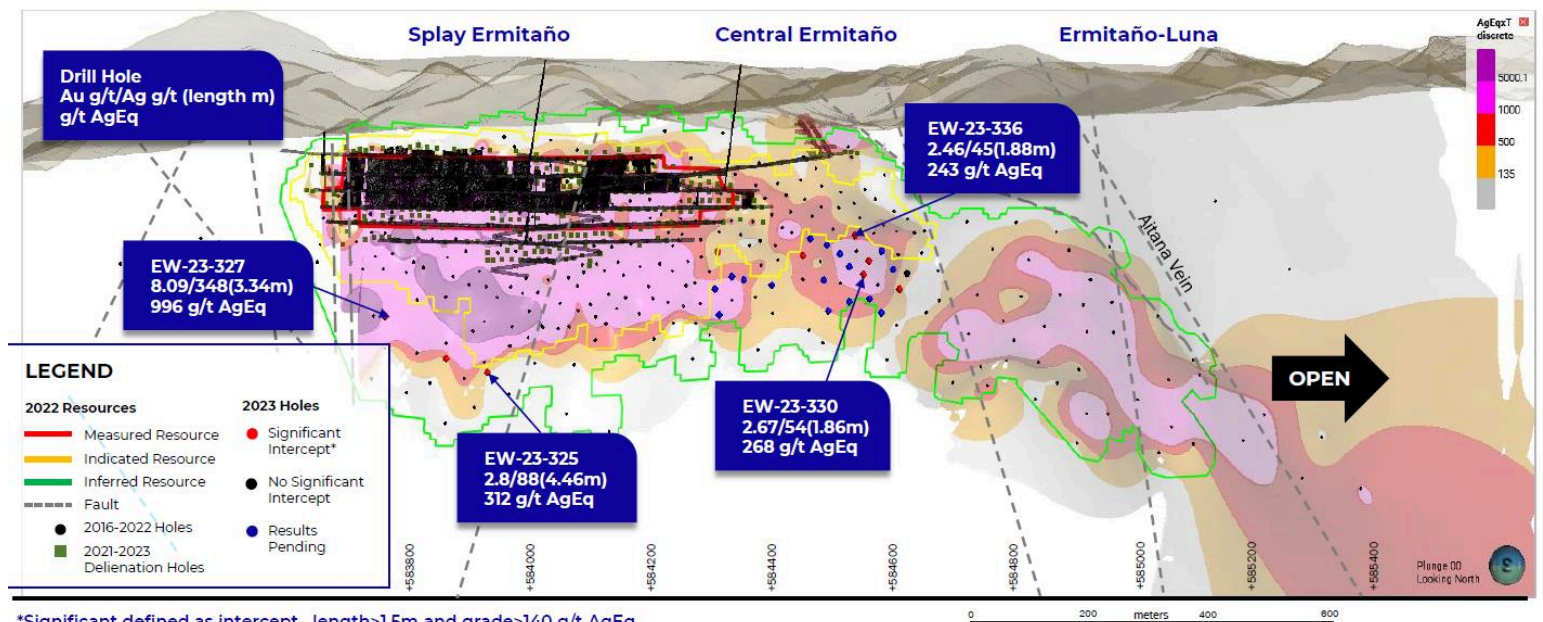 Splay Ermitaño
Central Ermitaño
Ermitaño-Luna
AgEqxT
discrete
5000.1
1000
500
135
Drill Hole
Au g/t/Ag g/t (length m)
g/t AgEq
EW-23-336
2.46/45(1.88m)
243 g/t AgEq
Aitana Vein
EW-23-327
8.09/348(3.34m)
996 g/t AgEq
OPEN
EW-23-330
2.67/54(1.86m)
268 g/t AgEq
EW-23-325
2.8/88(4.46m)
312 g/t AgEq
LEGEND
2022 Resources
Measured Resource
Indicated Resource
Inferred Resource
Fault
2016-2022 Holes
2021-2023
Delienation Holes
2023 Holes
Significant
Intercept*
No Significant
Intercept
Results
Pending
+583800
+584000
+584200
+584400
+584600
+584800
+585000
+585200
+585400
Plunge 00
Looking North
*Significant defined as intercept length>1.5m and grade>140 g/t AgEq
0 200 meters 400 600